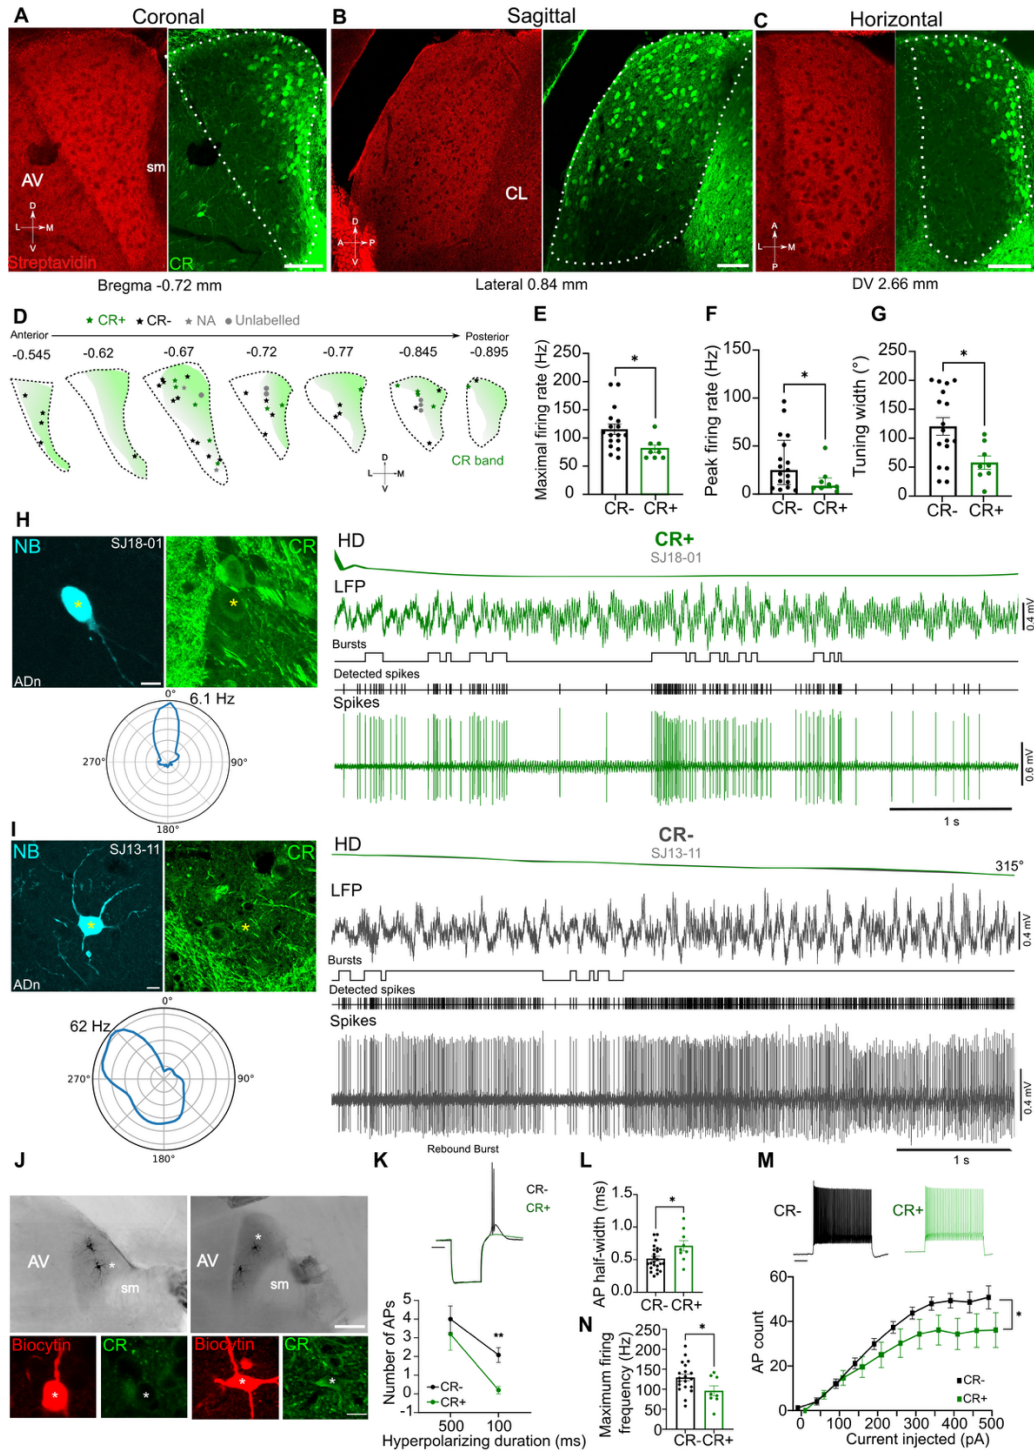 A Coronal
AV
sm
D
L M
V
Streptavidin
CR
Bregma -0.72 mm
B Sagittal
CL
D
A P
V
Lateral 0.84 mm
C Horizontal
A
L M
P
DV 2.66 mm
D ★ CR+ ★ CR- ★ NA ● Unlabelled
Anterior Posterior
-0.545 -0.62 -0.67 -0.72 -0.77 -0.845 -0.895
D
L M
V
CR band
E
Maximal firing rate (Hz)
250
200
150
100
50
0
*
CR- CR+
F
Peak firing rate (Hz)
150
100
50
0
*
CR- CR+
G
Tuning width (°)
250
200
150
100
50
0
*
CR- CR+
H
NB SJ18-01
*
ADn
CR
*
0°
6.1 Hz
270° 90°
180°
HD CR+
SJ18-01
LFP
0.4 mV
Bursts
Detected spikes
Spikes
0.6 mV
1 s
I
NB SJ13-11
*
ADn
CR
*
0°
62 Hz
270° 90°
180°
HD CR-
SJ13-11
315°
LFP
0.4 mV
Bursts
Detected spikes
Spikes
0.4 mV
1 s
J
AV
*
sm
AV
*
sm
Biocytin
*
CR
*
Biocytin
*
CR
*
K
Rebound Burst
CR-
CR+
Number of APs
5
4
3
2
1
0
-1
**
CR-
CR+
500 100
Hyperpolarizing duration (ms)
L
AP half-width (ms)
1.5
1.0
0.5
0.0
*
CR- CR+
N
Maximum firing
frequency (Hz)
250
200
150
100
50
0
*
CR- CR+
M
CR- CR+
AP count
60
45
30
15
0
*
CR-
CR+
0 100 200 300 400 500
Current injected (pA)